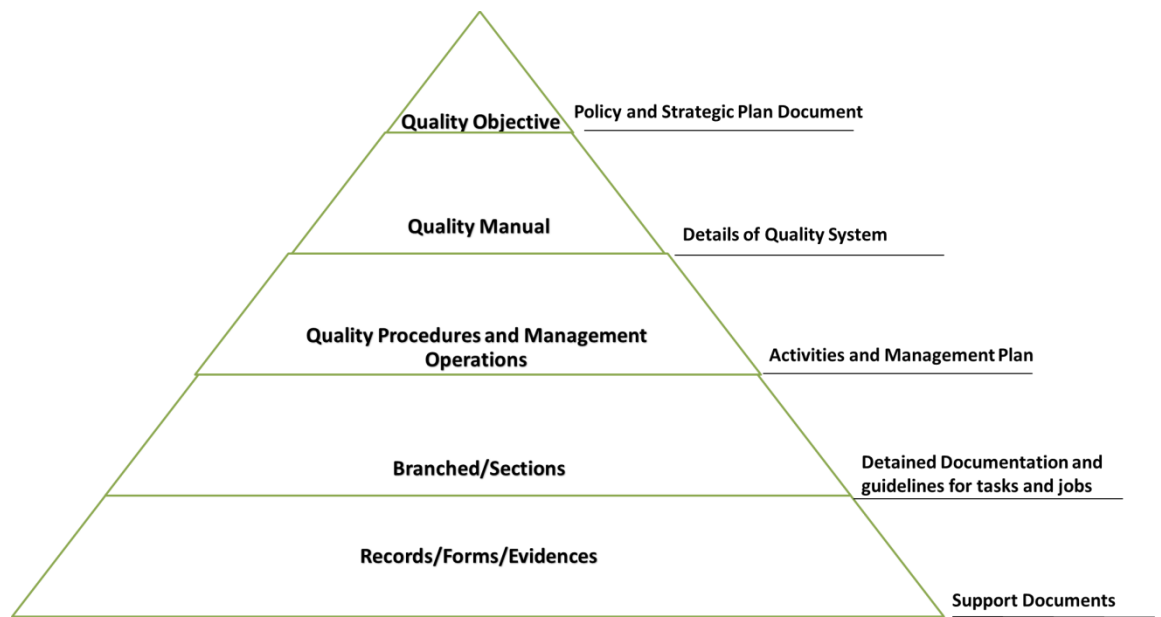 Quality Objective
Policy and Strategic Plan Document
Quality Manual
Details of Quality System
Quality Procedures and Management
Operations
Activities and Management Plan
Branched/Sections
Detained Documentation and
guidelines for tasks and jobs
Records/Forms/Evidences
Support Documents